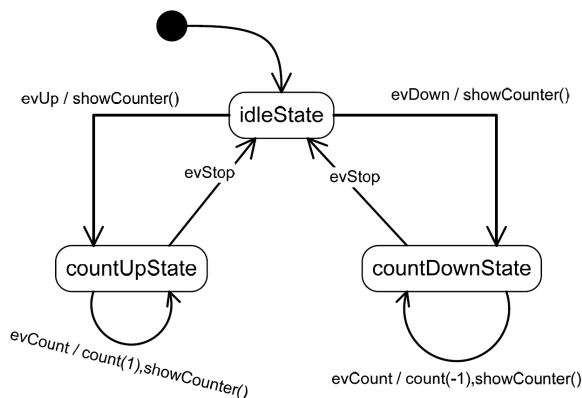 evUp / showCounter()
evDown / showCounter()
idleState
evStop
evStop
countUpState
countDownState
evCount / count(1),showCounter()
evCount / count(-1),showCounter()